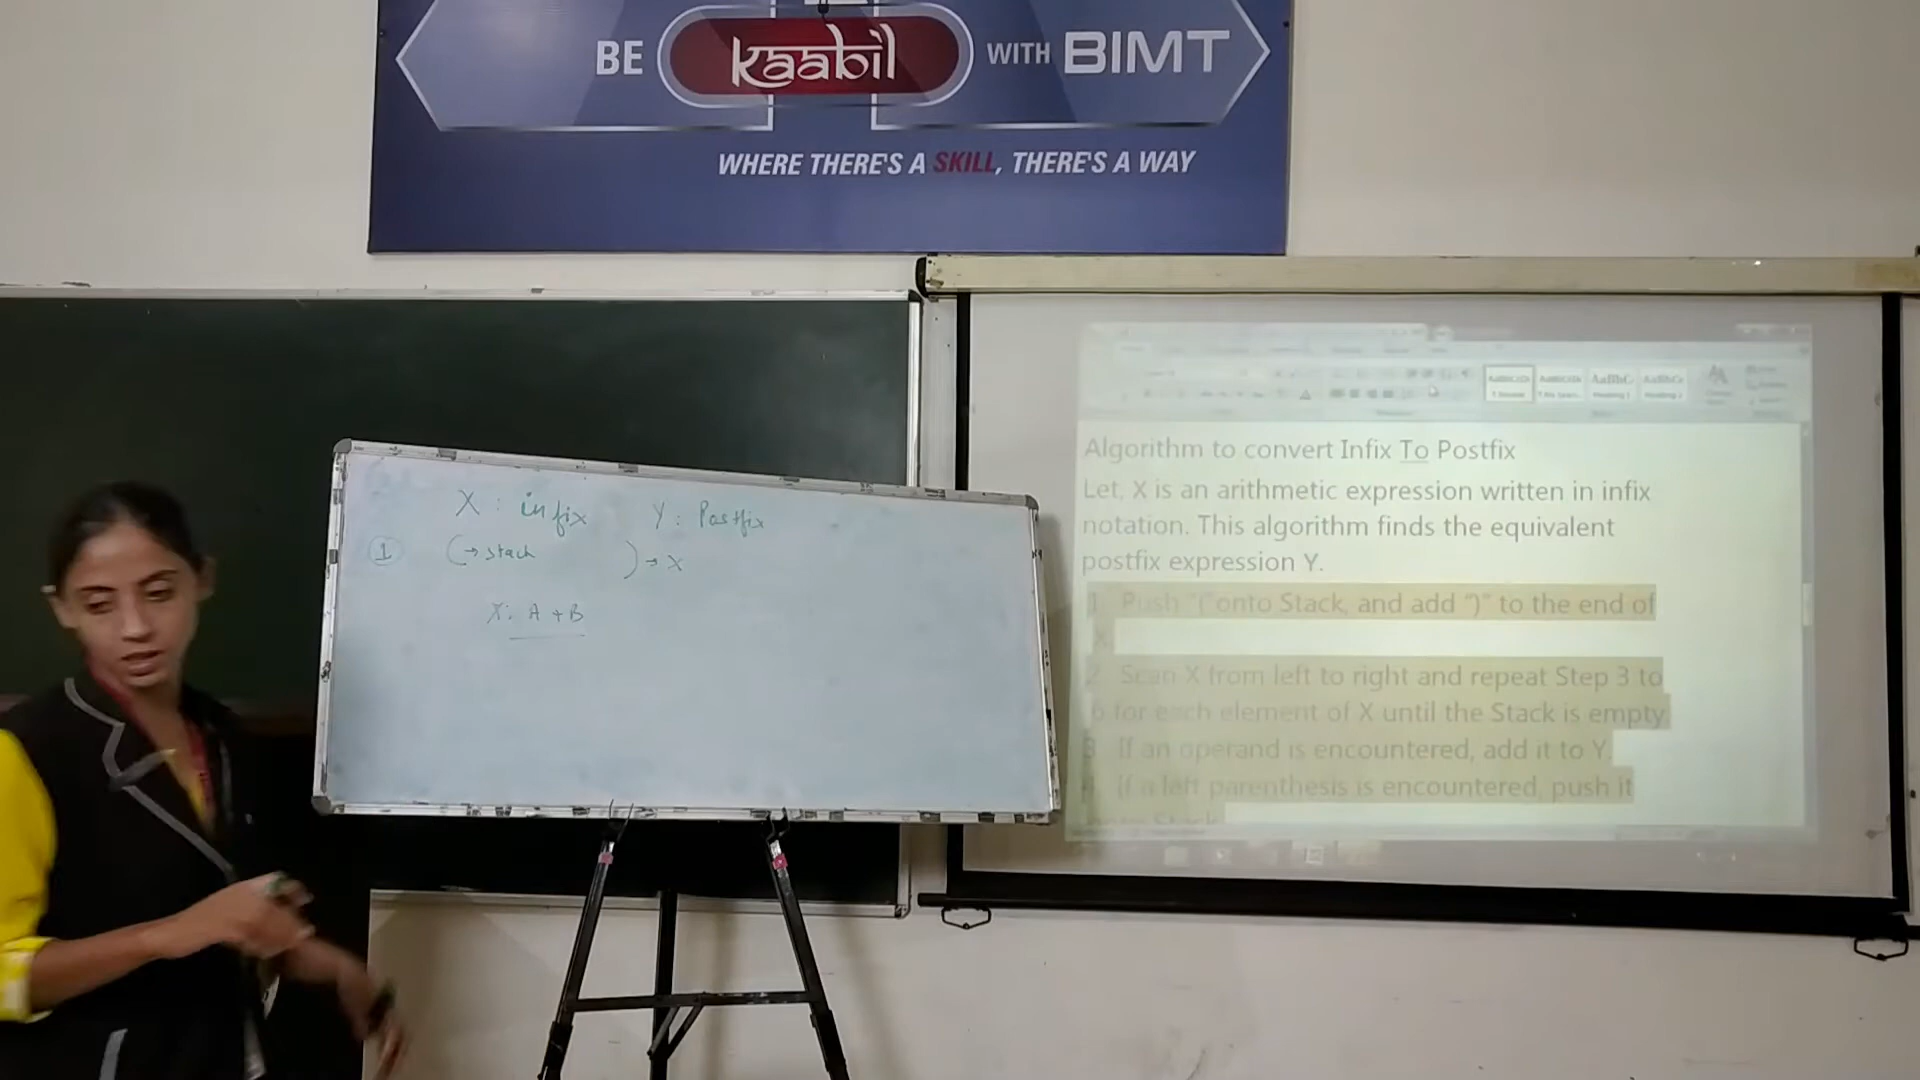 BE kaabil WITH BIMT
WHERE THERE'S A SKILL, THERE'S A WAY
X : infix Y : Postfix
1 ( → stack ) → X
X: A + B
AaBbCcDc AaBbCcDc AaBbC AaBbCc
Algorithm to convert Infix To Postfix
Let, X is an arithmetic expression written in infix
notation. This algorithm finds the equivalent
postfix expression Y.
1. Push "("onto Stack, and add ")" to the end of
X.
2. Scan X from left to right and repeat Step 3 to
6 for each element of X until the Stack is empty
3. If an operand is encountered, add it to Y.
4. If a left parenthesis is encountered, push it